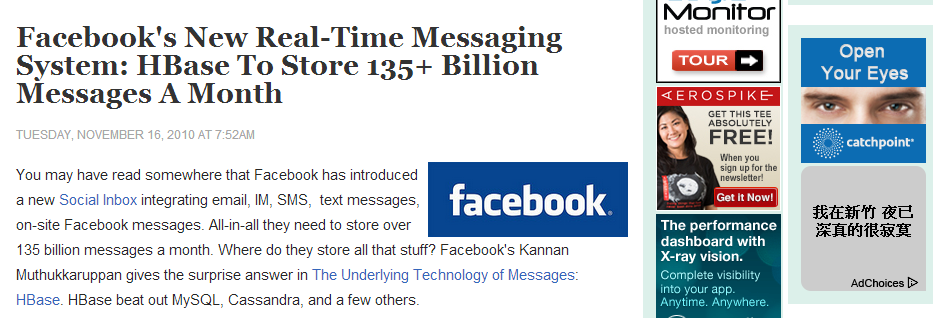 Facebook's New Real-Time Messaging
System: HBase To Store 135+ Billion
Messages A Month
TUESDAY, NOVEMBER 16, 2010 AT 7:52AM
You may have read somewhere that Facebook has introduced
a new Social Inbox integrating email, IM, SMS, text messages,
on-site Facebook messages. All-in-all they need to store over
135 billion messages a month. Where do they store all that stuff? Facebook's Kannan
Muthukkaruppan gives the surprise answer in The Underlying Technology of Messages:
HBase. HBase beat out MySQL, Cassandra, and a few others.
facebook.
Monitor
hosted monitoring
TOUR
AEROSPIKE
GET THIS TEE
ABSOLUTELY
FREE!
When you
sign up for the
newsletter!
Get It Now!
The performance
dashboard with
X-ray vision.
Complete visibility
into your app.
Anytime. Anywhere.
Open
Your Eyes
catchpoint
我在新竹 夜已
深真的很寂寞
AdChoices